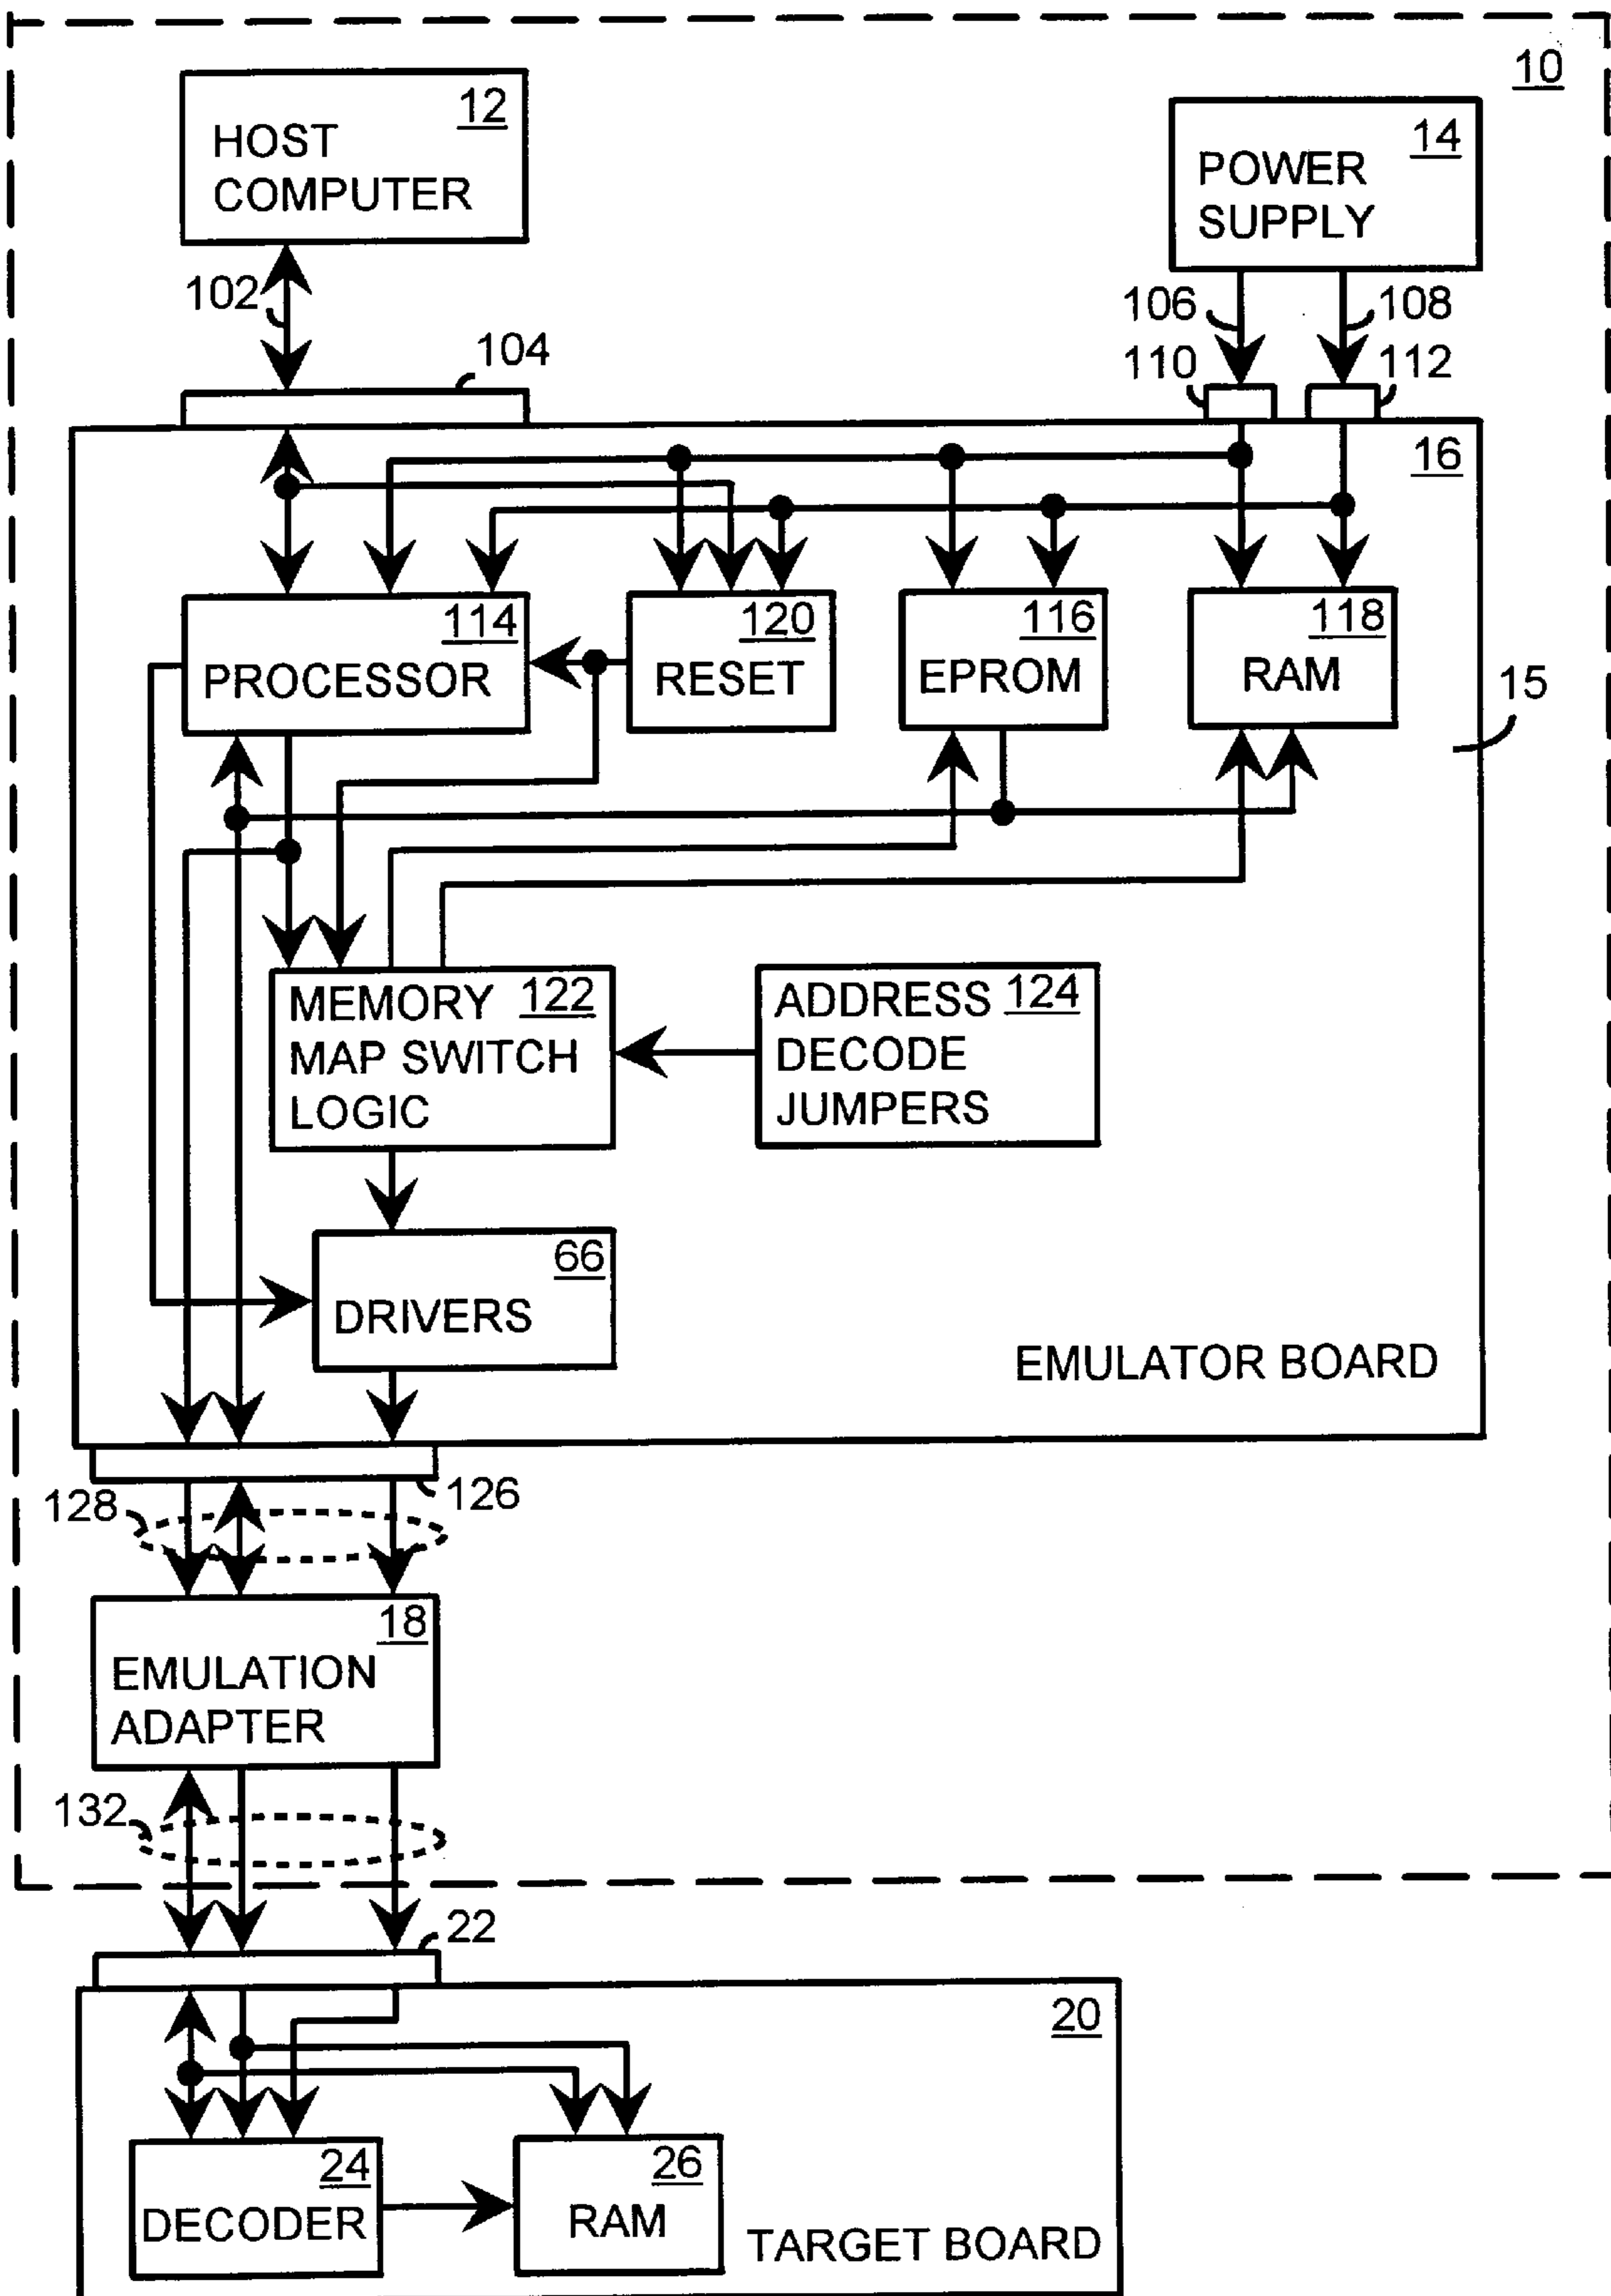 10
12
HOST
COMPUTER
14
POWER
SUPPLY
102
104
106
108
110
112
16
114
PROCESSOR
120
RESET
116
EPROM
118
RAM
15
MEMORY 122
MAP SWITCH
LOGIC
ADDRESS 124
DECODE
JUMPERS
66
DRIVERS
EMULATOR BOARD
126
128
18
EMULATION
ADAPTER
132
22
20
24
DECODER
26
RAM
TARGET BOARD